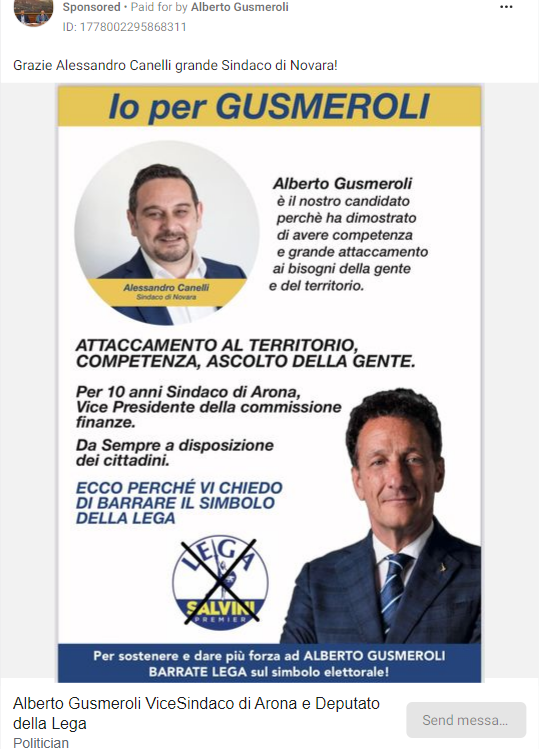 Sponsored • Paid for by Alberto Gusmeroli
ID: 1778002295868311
Grazie Alessandro Canelli grande Sindaco di Novara!
Io per GUSMEROLI
Alberto Gusmeroli
è il nostro candidato
perchè ha dimostrato
di avere competenza
e grande attaccamento
ai bisogni della gente
e del territorio.
Alessandro Canelli
Sindaco di Novara
ATTACCAMENTO AL TERRITORIO,
COMPETENZA, ASCOLTO DELLA GENTE.
Per 10 anni Sindaco di Arona,
Vice Presidente della commissione
finanze.
Da Sempre a disposizione
dei cittadini.
ECCO PERCHÉ VI CHIEDO
DI BARRARE IL SIMBOLO
DELLA LEGA
LEGA
SALVINI
PREMIER
Per sostenere e dare più forza ad ALBERTO GUSMEROLI
BARRATE LEGA sul simbolo elettorale!
Alberto Gusmeroli ViceSindaco di Arona e Deputato
della Lega
Politician
Send messa...